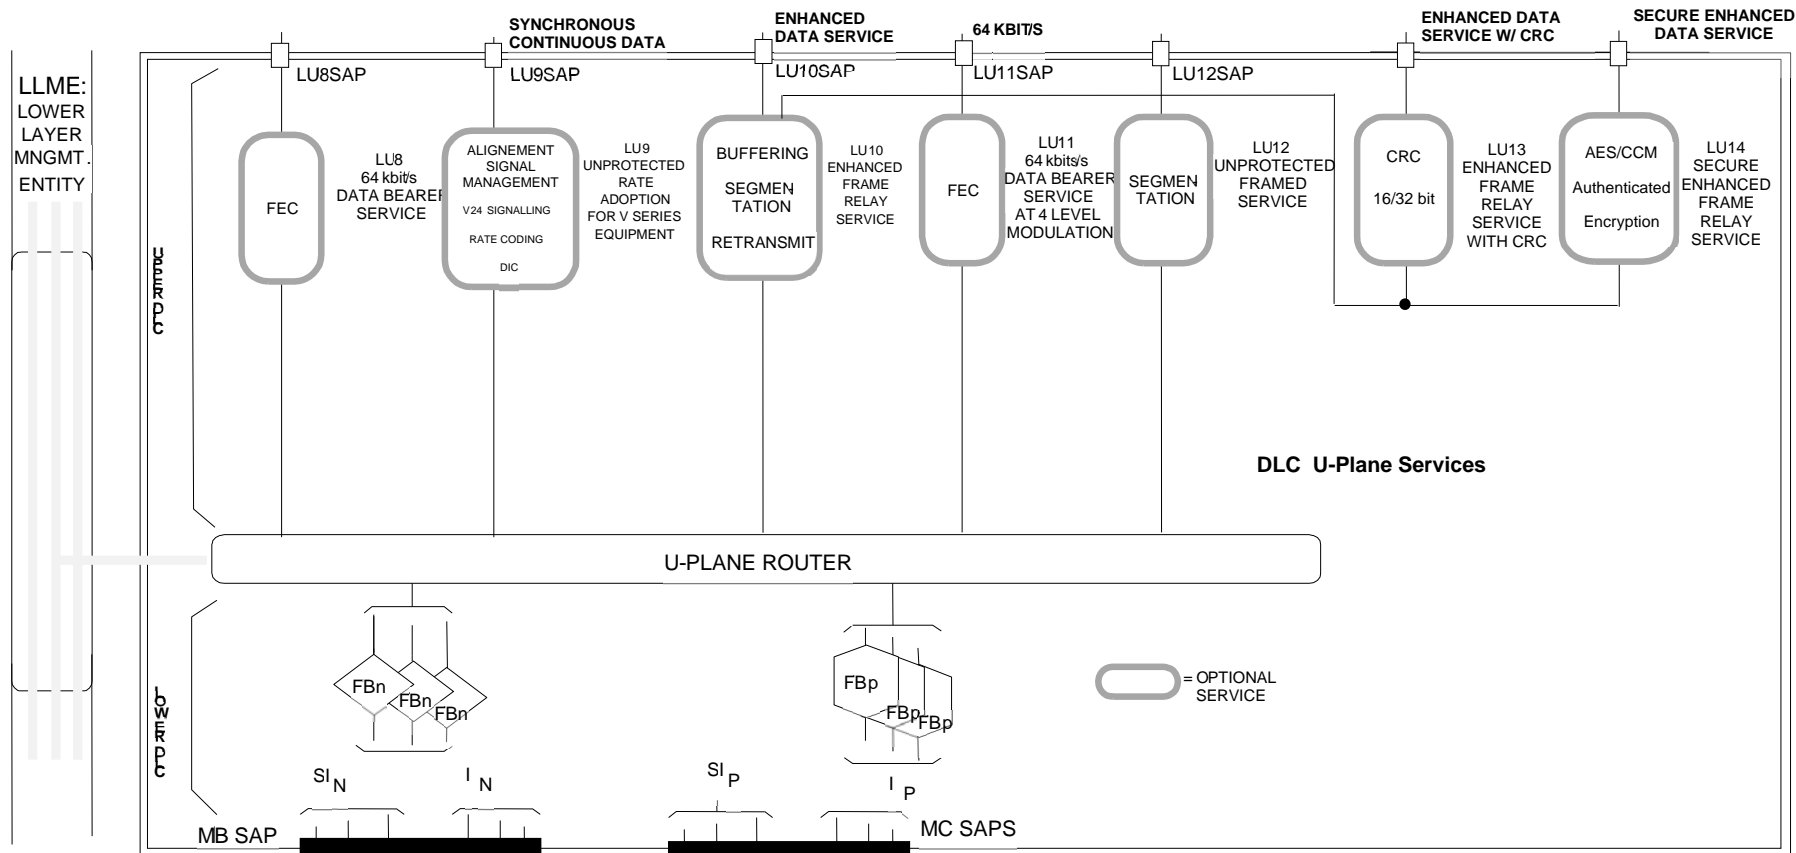 SYNCHRONOUS
CONTINUOUS DATA
ENHANCED
DATA SERVICE
64 KBIT/S
ENHANCED DATA
SERVICE W/ CRC
SECURE ENHANCED
DATA SERVICE
LU8SAP
LU9SAP
LU10SAP
LU11SAP
LU12SAP
LLME:
LOWER
LAYER
MNGMT.
ENTITY
UPPER DLC
FEC
LU8
64 kbit/s
DATA BEARER
SERVICE
ALIGNEMENT
SIGNAL
MANAGEMENT
V24 SIGNALLING
RATE CODING
DIC
LU9
UNPROTECTED
RATE
ADOPTION
FOR V SERIES
EQUIPMENT
BUFFERING
SEGMEN
TATION
RETRANSMIT
LU10
ENHANCED
FRAME
RELAY
SERVICE
FEC
LU11
64 kbits/s
DATA BEARER
SERVICE
AT 4 LEVEL
MODULATION
SEGMEN
TATION
LU12
UNPROTECTED
FRAMED
SERVICE
CRC
16/32 bit
LU13
ENHANCED
FRAME
RELAY
SERVICE
WITH CRC
AES/CCM
Authenticated
Encryption
LU14
SECURE
ENHANCED
FRAME
RELAY
SERVICE
DLC U-Plane Services
U-PLANE ROUTER
LOWER DLC
FBn
FBn
FBn
FBp
FBp
FBp
= OPTIONAL
SERVICE
SI N
I N
SI P
I P
MB SAP
MC SAPS